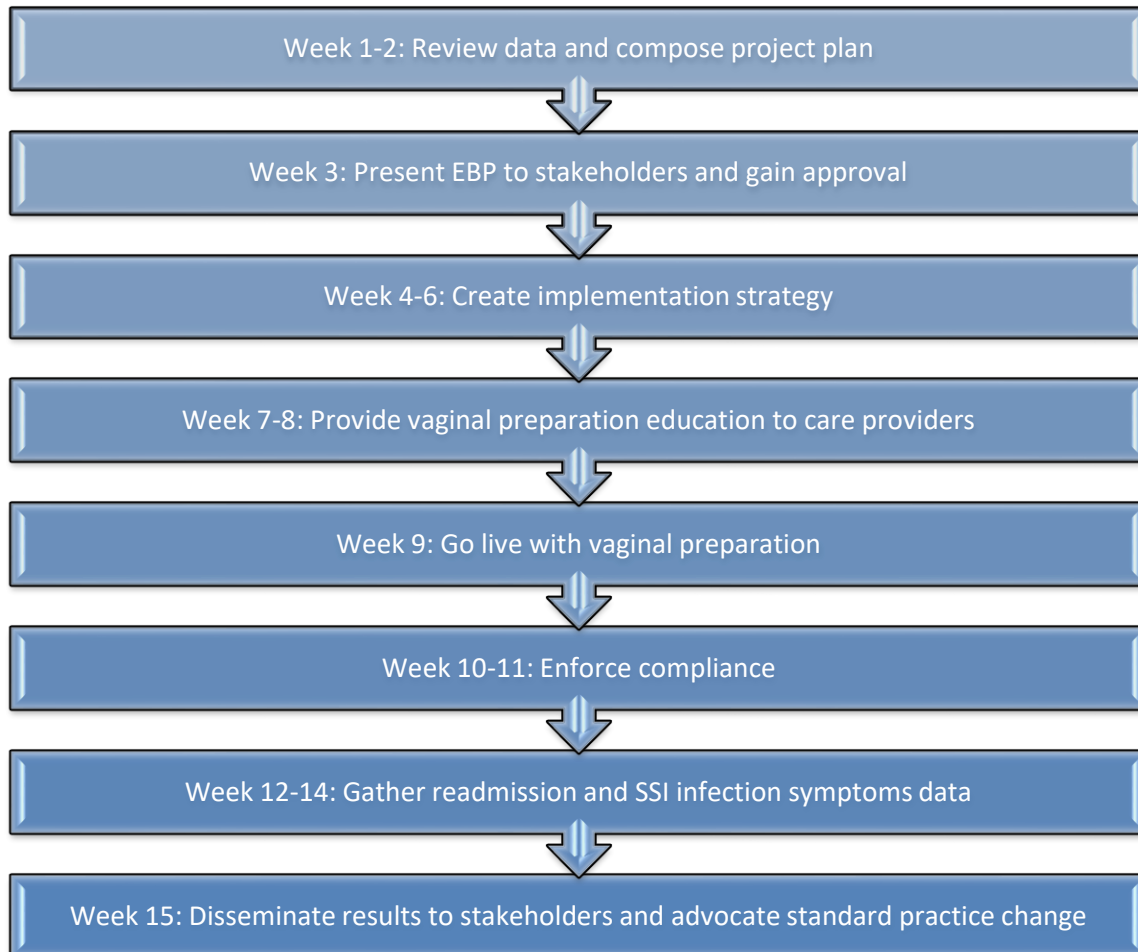 Week 1-2: Review data and compose project plan
Week 3: Present EBP to stakeholders and gain approval
Week 4-6: Create implementation strategy
Week 7-8: Provide vaginal preparation education to care providers
Week 9: Go live with vaginal preparation
Week 10-11: Enforce compliance
Week 12-14: Gather readmission and SSI infection symptoms data
Week 15: Disseminate results to stakeholders and advocate standard practice change